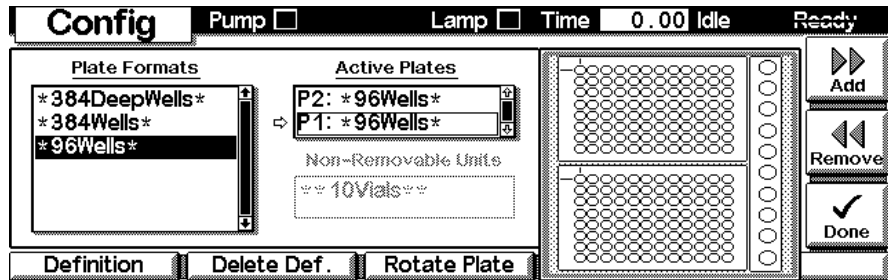 Config Pump Lamp Time 0.00 Idle Ready
Plate Formats
*384DeepWells*
*384Wells*
*96Wells*
Active Plates
P2: *96Wells*
P1: *96Wells*
Non-Removable Units
**10Vials**
Add
Remove
Done
Definition Delete Def. Rotate Plate